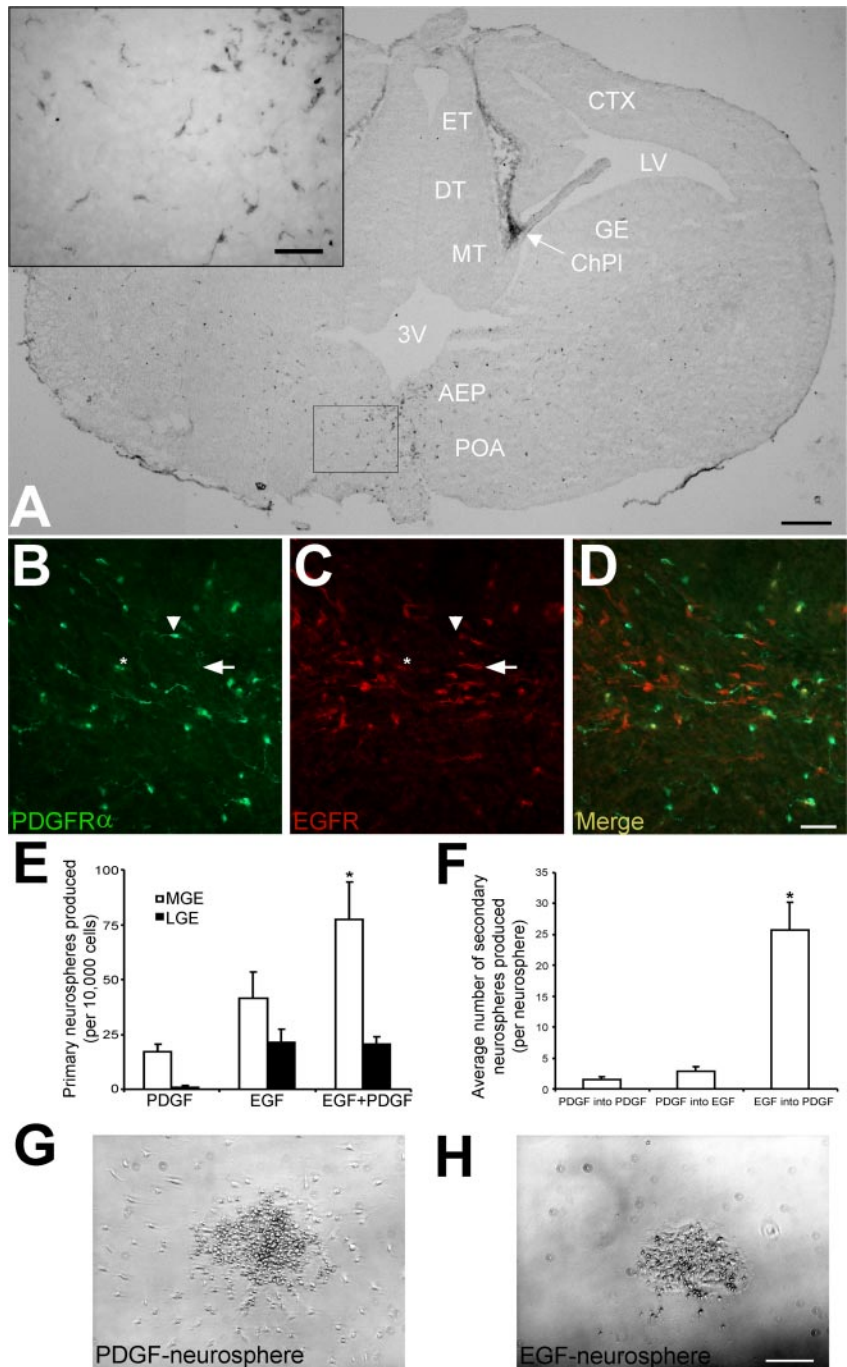 ET
CTX
LV
DT
GE
MT
ChPl
3V
AEP
POA
A
B
C
D
*
*
PDGFRα
EGFR
Merge
E
Primary neurospheres produced
(per 10,000 cells)
100
75
50
25
0
MGE
LGE
*
PDGF
EGF
EGF+PDGF
F
Average number of secondary
neurospheres produced
(per neurosphere)
35
30
25
20
15
10
5
0
*
PDGF into PDGF
PDGF into EGF
EGF into PDGF
G
PDGF-neurosphere
H
EGF-neurosphere